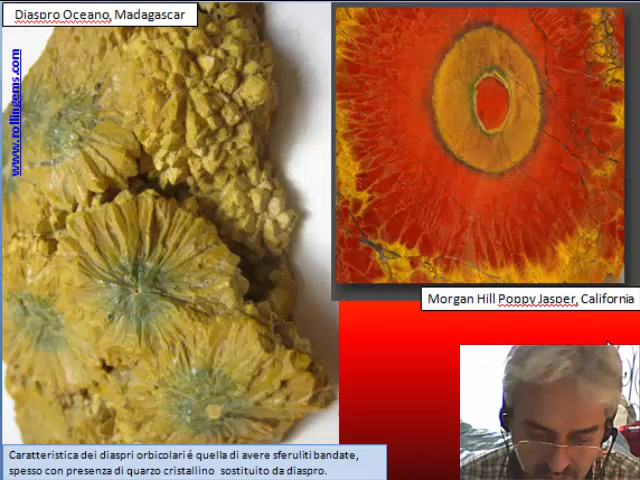 Diaspro Oceano, Madagascar
www.rollingems.com
Morgan Hill Poppy Jasper, California
Caratteristica dei diaspri orbicolari é quella di avere sferuliti bandate,
spesso con presenza di quarzo cristallino sostituito da diaspro.